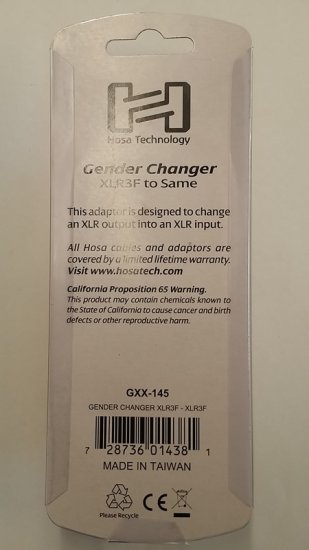 Hosa Technology
Gender Changer
XLR3F to Same
This adaptor is designed to change
an XLR output into an XLR input.
All Hosa cables and adaptors are
covered by a limited lifetime warranty.
Visit www.hosatech.com
California Proposition 65 Warning.
This product may contain chemicals known to
the State of California to cause cancer and birth
defects or other reproductive harm.
GXX-145
GENDER CHANGER XLR3F - XLR3F
7 28736 01438 1
MADE IN TAIWAN
CE
Please Recycle